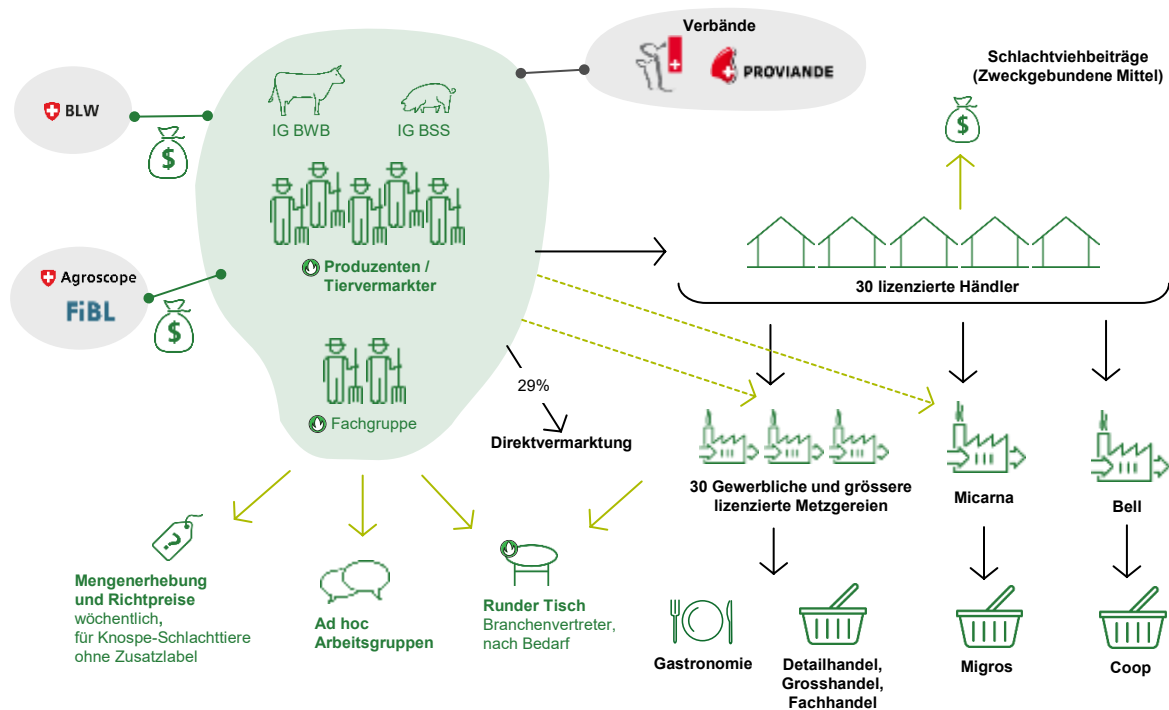 Verbände
PROVIANDE
Schlachtviehbeiträge
(Zweckgebundene Mittel)
BLW
$
IG BWB
IG BSS
$
Agroscope
FiBL
$
Produzenten /
Tiervermarkter
30 lizenzierte Händler
29%
Fachgruppe
Direktvermarktung
30 Gewerbliche und grössere
lizenzierte Metzgereien
Micarna
Bell
?
Mengenerhebung
und Richtpreise
wöchentlich,
für Knospe-Schlachttiere
ohne Zusatzlabel
Ad hoc
Arbeitsgruppen
Runder Tisch
Branchenvertreter,
nach Bedarf
Gastronomie
Detailhandel,
Grosshandel,
Fachhandel
Migros
Coop